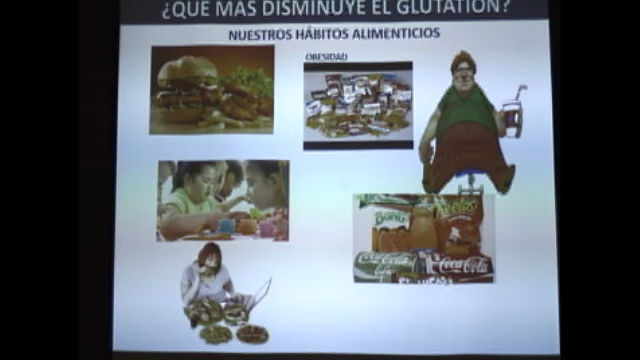 ¿QUE MAS DISMINUYE EL GLUTATION?
NUESTROS HÁBITOS ALIMENTICIOS
OBESIDAD
Coca-Cola
Coca-Cola